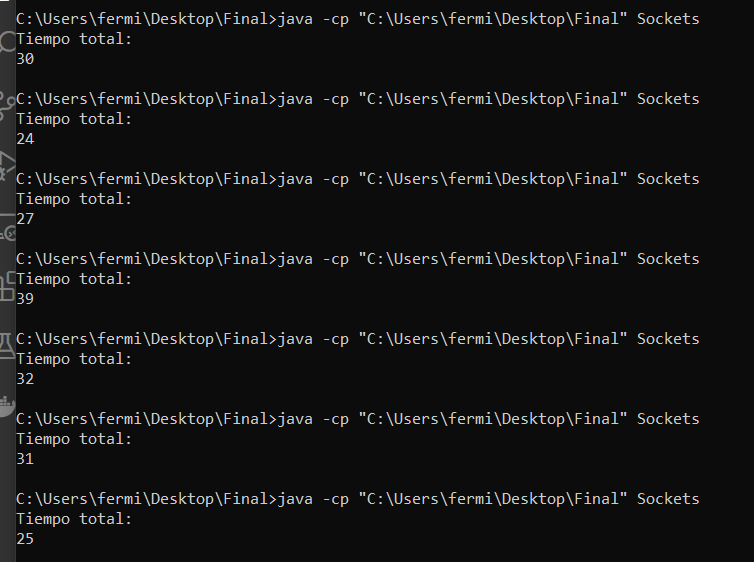 C:\Users\fermi\Desktop\Final>java -cp "C:\Users\fermi\Desktop\Final" Sockets
Tiempo total:
30
C:\Users\fermi\Desktop\Final>java -cp "C:\Users\fermi\Desktop\Final" Sockets
Tiempo total:
24
C:\Users\fermi\Desktop\Final>java -cp "C:\Users\fermi\Desktop\Final" Sockets
Tiempo total:
27
C:\Users\fermi\Desktop\Final>java -cp "C:\Users\fermi\Desktop\Final" Sockets
Tiempo total:
39
C:\Users\fermi\Desktop\Final>java -cp "C:\Users\fermi\Desktop\Final" Sockets
Tiempo total:
32
C:\Users\fermi\Desktop\Final>java -cp "C:\Users\fermi\Desktop\Final" Sockets
Tiempo total:
31
C:\Users\fermi\Desktop\Final>java -cp "C:\Users\fermi\Desktop\Final" Sockets
Tiempo total:
25